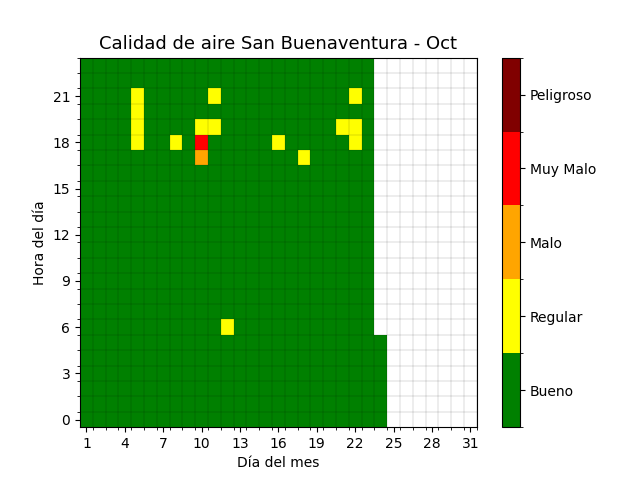 Calidad de aire San Buenaventura - Oct
Hora del día
21
18
15
12
9
6
3
0
1 4 7 10 13 16 19 22 25 28 31
Día del mes
Peligroso
Muy Malo
Malo
Regular
Bueno